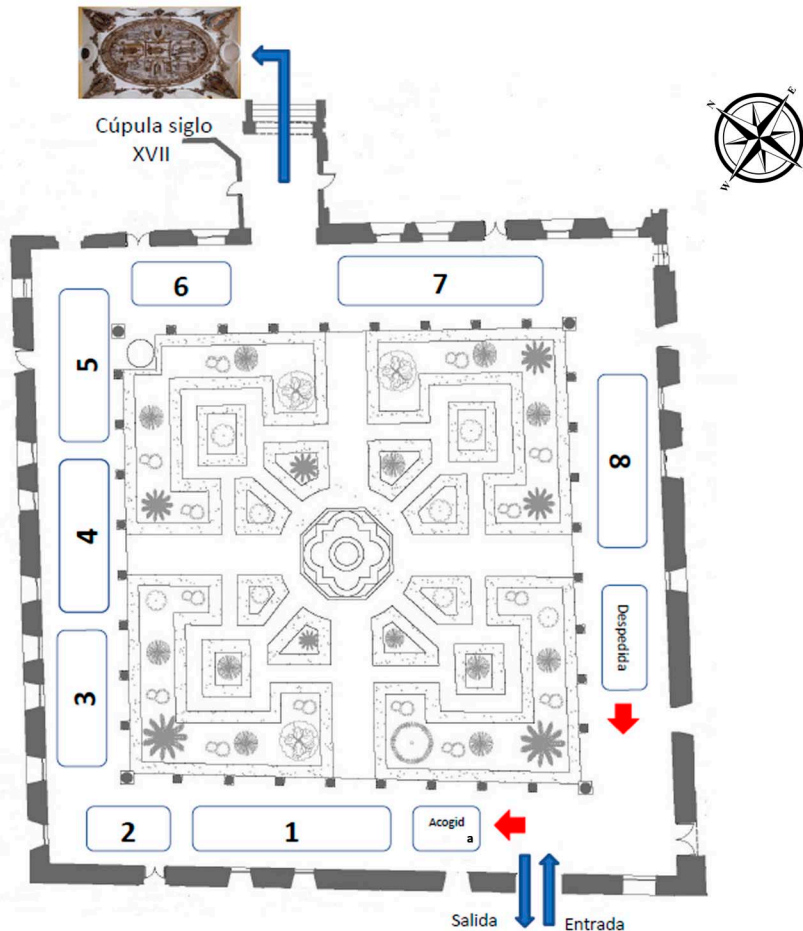 Cúpula siglo
XVII
N
E
W
6
7
5
8
4
Despedida
3
2
1
Acogid
a
Salida
Entrada